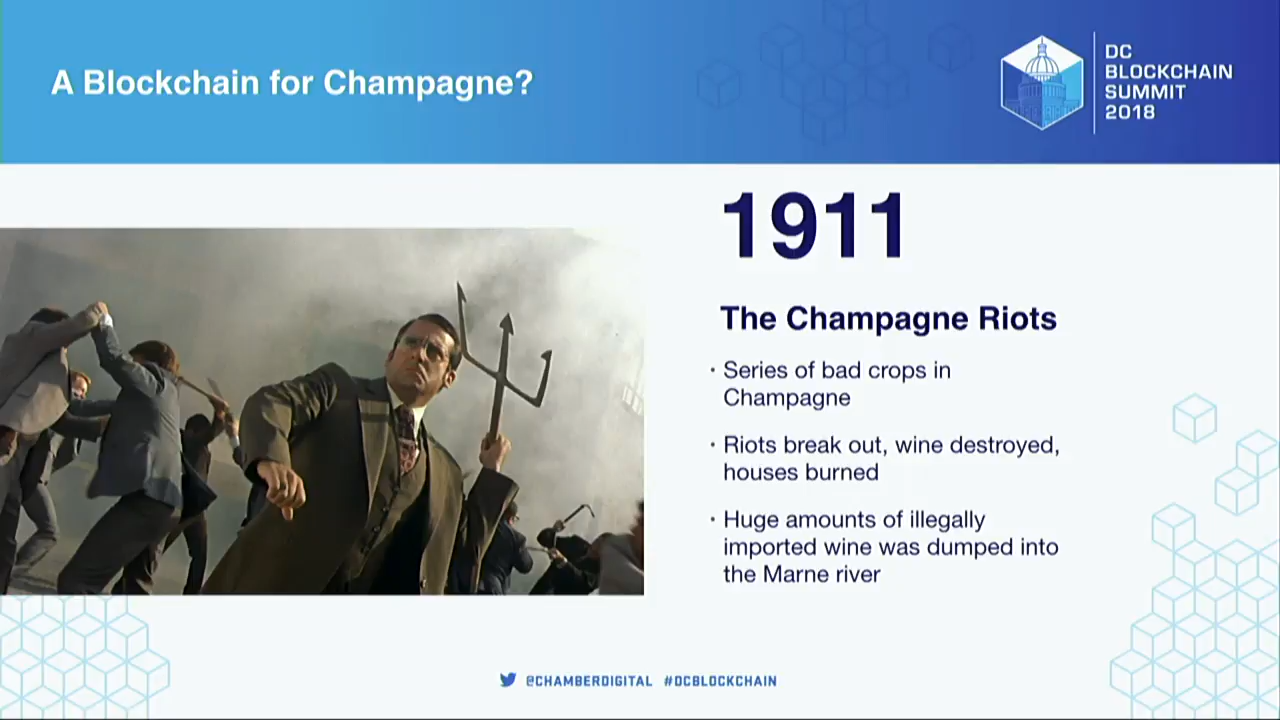 A Blockchain for Champagne?
DC
BLOCKCHAIN
SUMMIT
2018
1911
The Champagne Riots
· Series of bad crops in
Champagne
· Riots break out, wine destroyed,
houses burned
· Huge amounts of illegally
imported wine was dumped into
the Marne river
@CHAMBERDIGITAL #DCBLOCKCHAIN